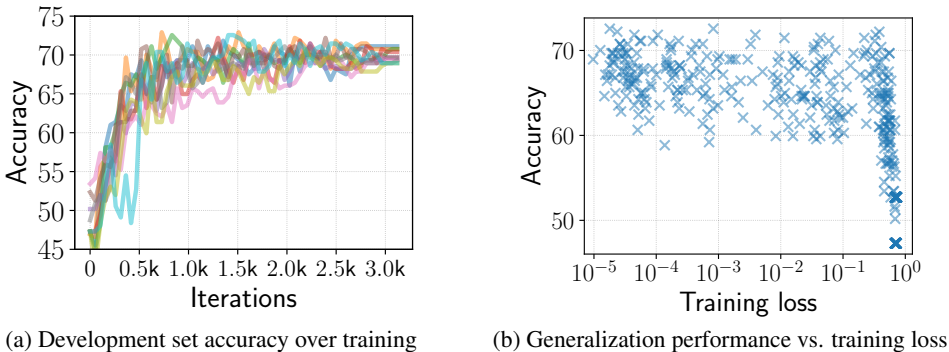 75
70
65
60
55
50
45
Accuracy
0 0.5k 1.0k 1.5k 2.0k 2.5k 3.0k
Iterations
(a) Development set accuracy over training
70
60
50
Accuracy
10⁻⁵ 10⁻⁴ 10⁻³ 10⁻² 10⁻¹ 10⁰
Training loss
(b) Generalization performance vs. training loss